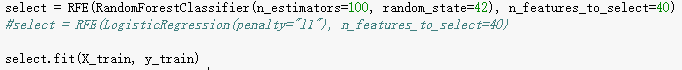 select = RFE(RandomForestClassifier(n_estimators=100, random_state=42), n_features_to_select=40)
#select = RFE(LogisticRegression(penalty="l1"), n_features_to_select=40)
select.fit(X_train, y_train)